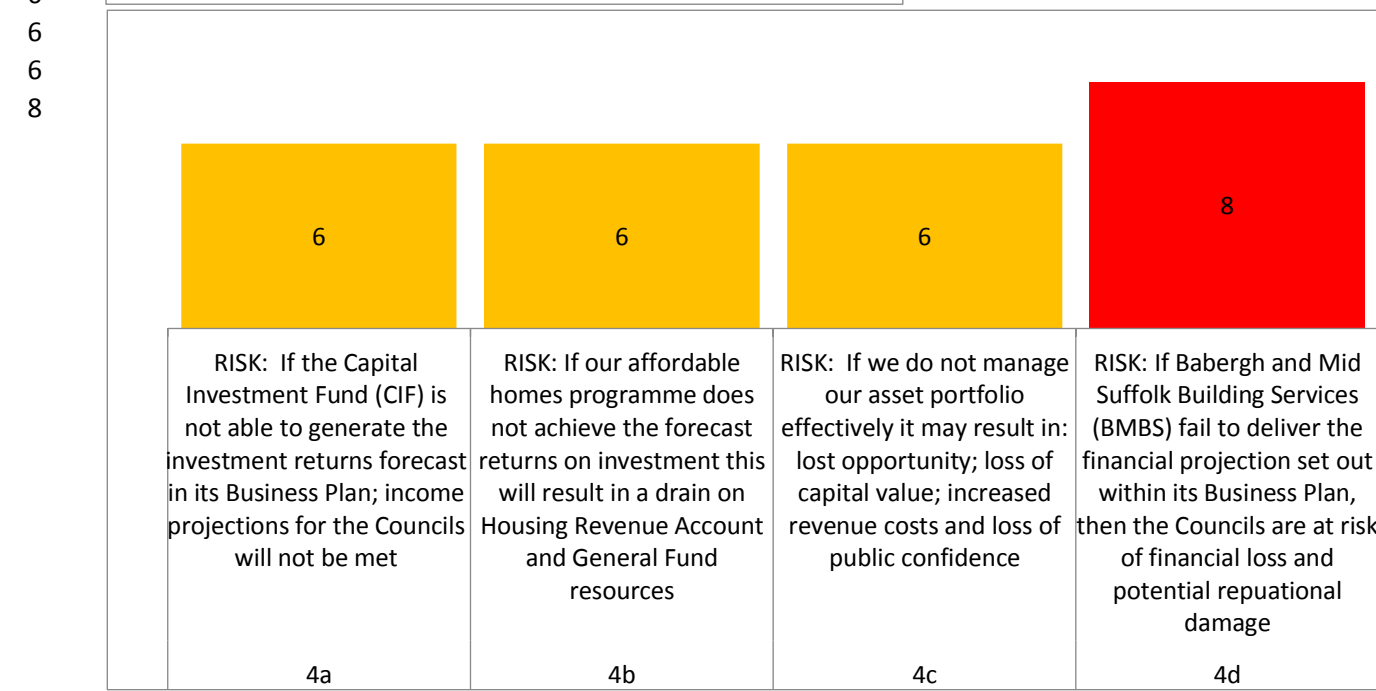 6
6
8
6
6
6
8
RISK:  If the Capital
Investment Fund (CIF) is
not able to generate the
investment returns forecast
in its Business Plan; income
projections for the Councils
will not be met
4a
RISK: If our affordable
homes programme does
not achieve the forecast
returns on investment this
will result in a drain on
Housing Revenue Account
and General Fund
resources
4b
RISK:  If we do not manage
our asset portfolio
effectively it may result in:
lost opportunity; loss of
capital value; increased
revenue costs and loss of
public confidence
4c
RISK: If Babergh and Mid
Suffolk Building Services
(BMBS) fail to deliver the
financial projection set out
within its Business Plan,
then the Councils are at risk
of financial loss and
potential repuational
damage
4d